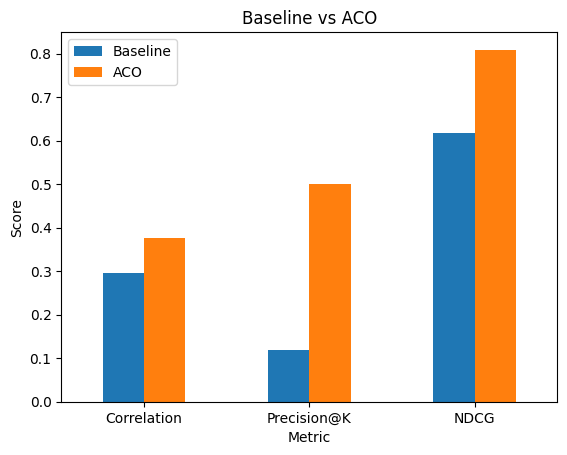 Baseline vs ACO
Baseline
ACO
0.8
0.7
0.6
0.5
0.4
0.3
0.2
0.1
0.0
Score
Correlation
Precision@K
NDCG
Metric